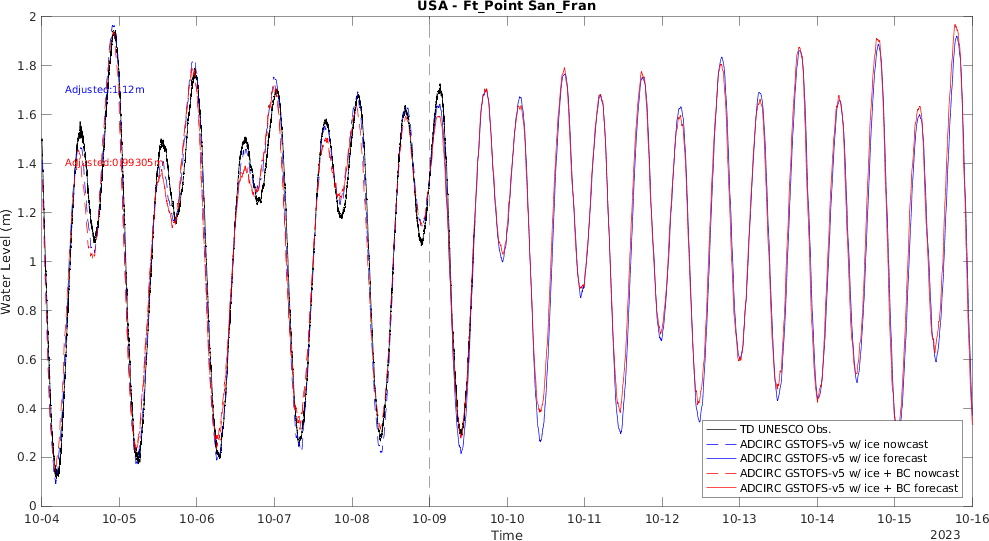 USA - Ft_Point San_Fran
2
1.8
1.6
1.4
1.2
1
0.8
0.6
0.4
0.2
0
Water Level (m)
Adjusted:1.12m
Adjusted:0.99305m
TD UNESCO Obs.
ADCIRC GSTOFS-v5 w/ ice nowcast
ADCIRC GSTOFS-v5 w/ ice forecast
ADCIRC GSTOFS-v5 w/ ice + BC nowcast
ADCIRC GSTOFS-v5 w/ ice + BC forecast
10-04 10-05 10-06 10-07 10-08 10-09 10-10 10-11 10-12 10-13 10-14 10-15 10-16
Time
2023